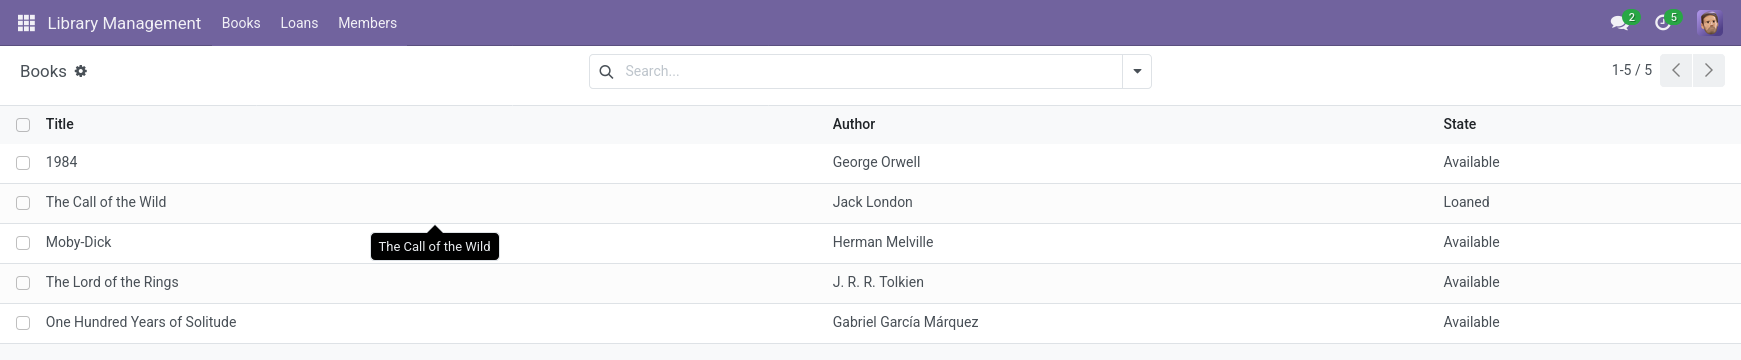 Library Management Books Loans Members 2 5
Books Search... 1-5 / 5
Title Author State
1984 George Orwell Available
The Call of the Wild Jack London Loaned
Moby-Dick The Call of the Wild Herman Melville Available
The Lord of the Rings J. R. R. Tolkien Available
One Hundred Years of Solitude Gabriel García Márquez Available